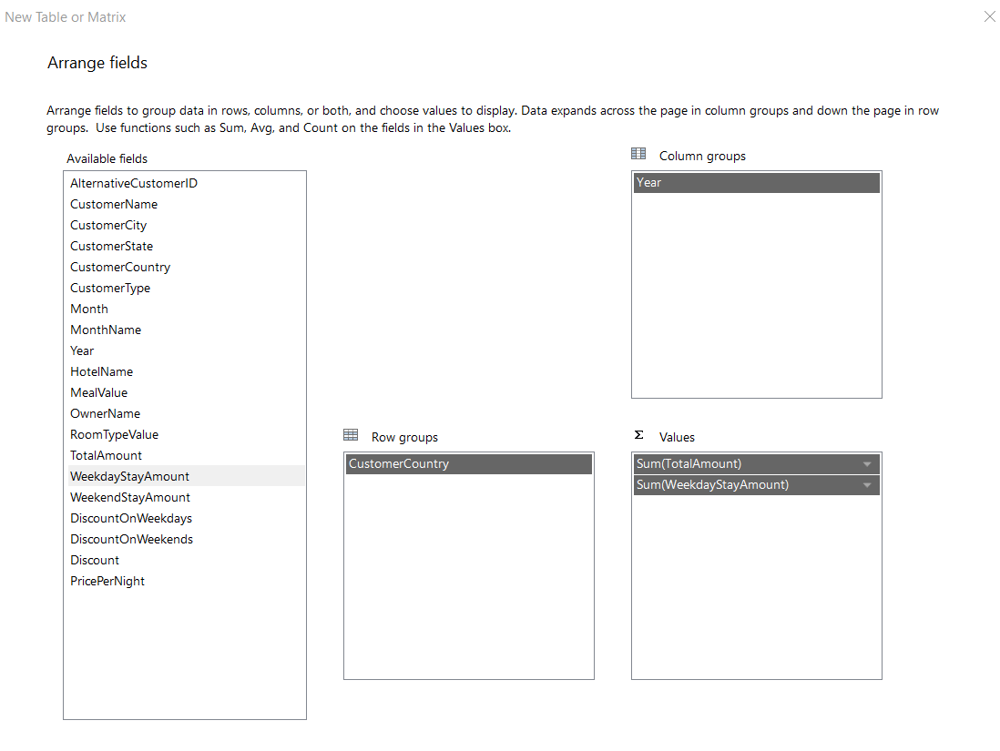 New Table or Matrix
Arrange fields
Arrange fields to group data in rows, columns, or both, and choose values to display. Data expands across the page in column groups and down the page in row
groups.  Use functions such as Sum, Avg, and Count on the fields in the Values box.
Available fields
AlternativeCustomerID
CustomerName
CustomerCity
CustomerState
CustomerCountry
CustomerType
Month
MonthName
Year
HotelName
MealValue
OwnerName
RoomTypeValue
TotalAmount
WeekdayStayAmount
WeekendStayAmount
DiscountOnWeekdays
DiscountOnWeekends
Discount
PricePerNight
Column groups
Year
Row groups
CustomerCountry
Σ Values
Sum(TotalAmount)
Sum(WeekdayStayAmount)